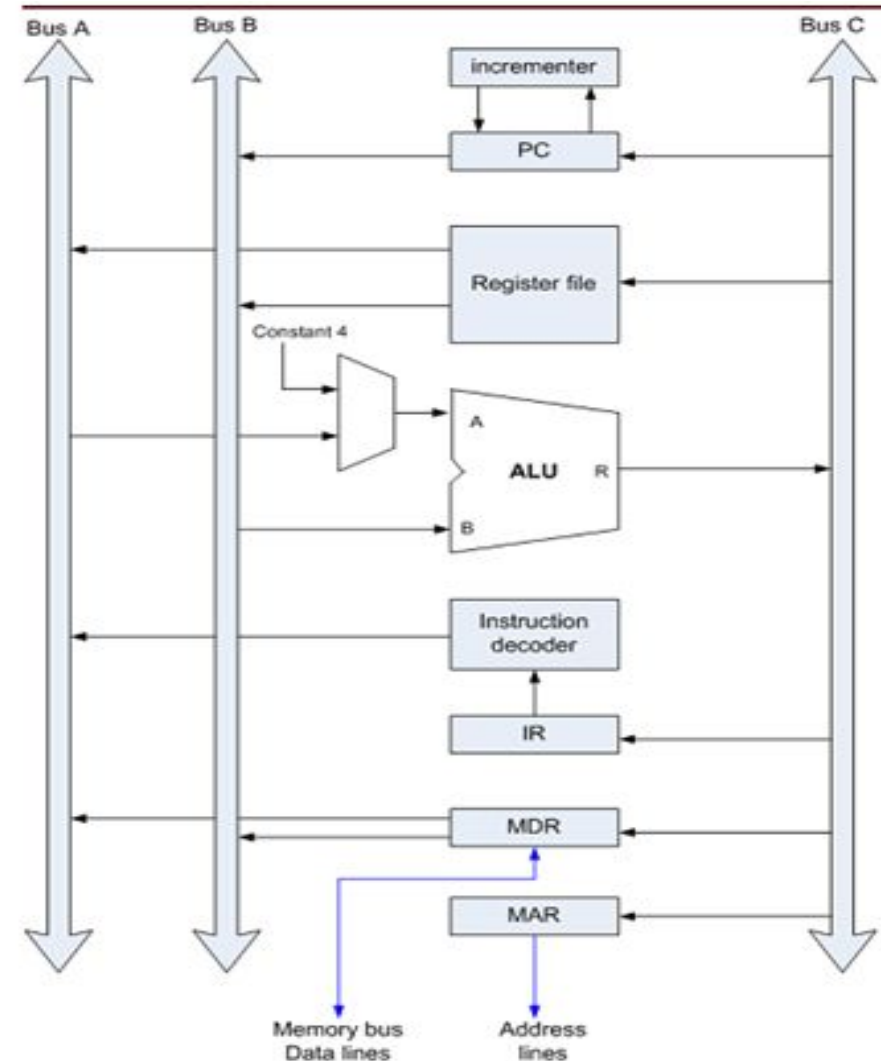 Bus A
Bus B
Bus C
incrementer
PC
Register file
Constant 4
A
ALU
R
B
Instruction
decoder
IR
MDR
MAR
Memory bus
Data lines
Address
lines